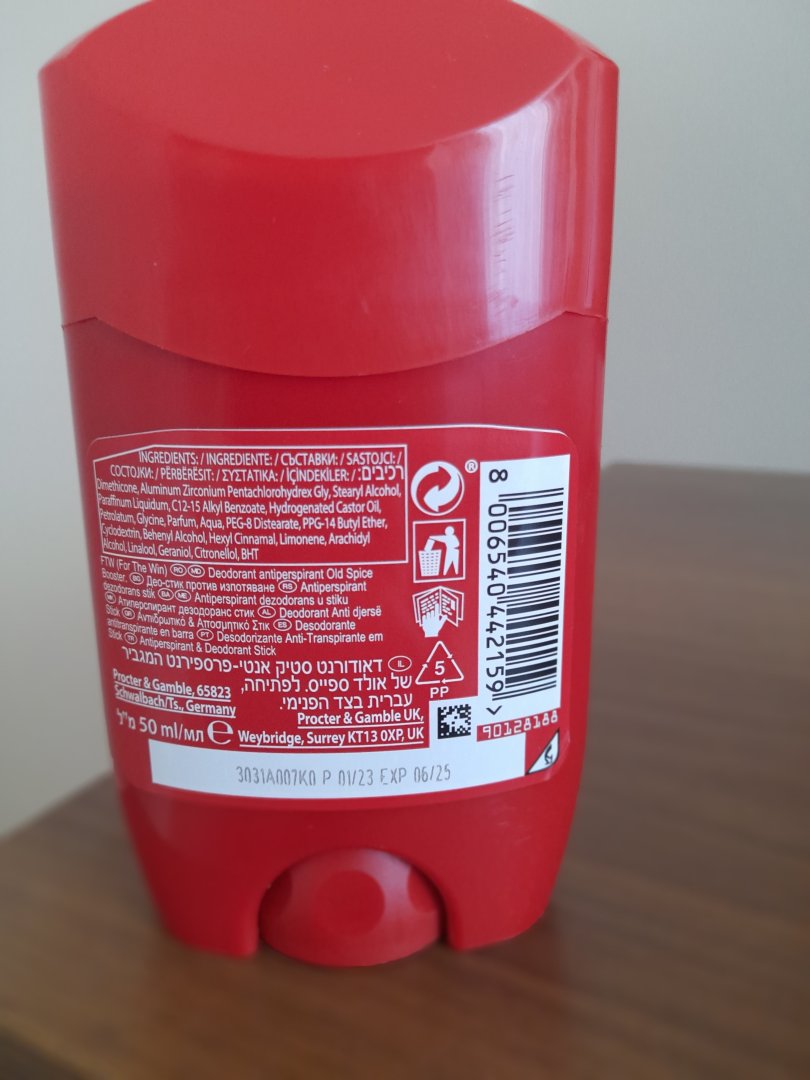 INGREDIENTS: / INGREDIENTE: / СЪСТАВКИ: / SASTOJCI: /
СОСТОЈКИ: / PËRBËRËSIT: / ΣΥΣΤΑΤΙΚΑ: / İÇİNDEKİLER: / רכיבים:
Dimethicone, Aluminum Zirconium Pentachlorohydrex Gly, Stearyl Alcohol,
Paraffinum Liquidum, C12-15 Alkyl Benzoate, Hydrogenated Castor Oil,
Petrolatum, Glycine, Parfum, Aqua, PEG-8 Distearate, PPG-14 Butyl Ether,
Cyclodextrin, Behenyl Alcohol, Hexyl Cinnamal, Limonene, Arachidyl
Alcohol, Linalool, Geraniol, Citronellol, BHT
FTW (For The Win) RO MD Deodorant antiperspirant Old Spice
Booster. BG Део-стик против изпотяване RS Antiperspirant
dezodorans stik BA ME Antiperspirant dezodorans u stiku
MK Антиперспирант дезодоранс стик AL Deodorant Anti djersë
Stick GR Αντιιδρωτικό & Αποσμητικό Στικ ES Desodorante
antitranspirante en barra PT Desodorizante Anti-Transpirante em
Stick TR Antiperspirant & Deodorant Stick
IL דאודורנט סטיק אנטי-פרספירנט המגביר
של אולד ספייס. לפתיחה,
עברית בצד הפנימי.
Procter & Gamble, 65823
Schwalbach/Ts., Germany
Procter & Gamble UK,
Weybridge, Surrey KT13 0XP, UK
50 ml/мл מ"ל e
®
5
PP
8 006540 442159 >
90128188
3031A007K0 P 01/23 EXP 06/25